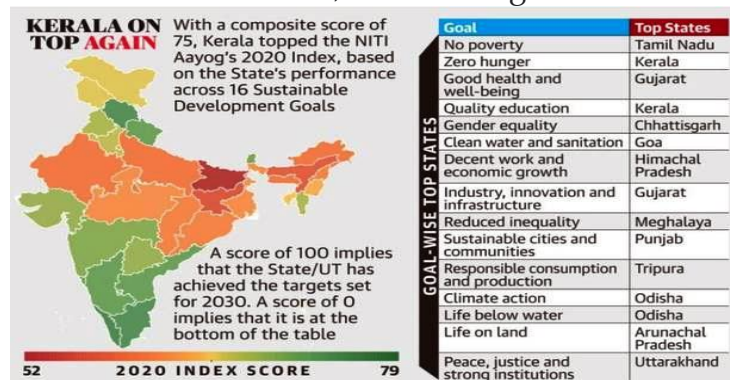 KERALA ON
TOP AGAIN
With a composite score of
75, Kerala topped the NITI
Aayog's 2020 Index, based
on the State's performance
across 16 Sustainable
Development Goals
A score of 100 implies
that the State/UT has
achieved the targets set
for 2030. A score of 0
implies that it is at the
bottom of the table
52 2020 INDEX SCORE 79
GOAL-WISE TOP STATES
Goal Top States
No poverty Tamil Nadu
Zero hunger Kerala
Good health and
well-being Gujarat
Quality education Kerala
Gender equality Chhattisgarh
Clean water and sanitation Goa
Decent work and Himachal
economic growth Pradesh
Industry, innovation and
infrastructure Gujarat
Reduced inequality Meghalaya
Sustainable cities and
communities Punjab
Responsible consumption
and production Tripura
Climate action Odisha
Life below water Odisha
Life on land Arunachal
Pradesh
Peace, justice and
strong institutions Uttarakhand